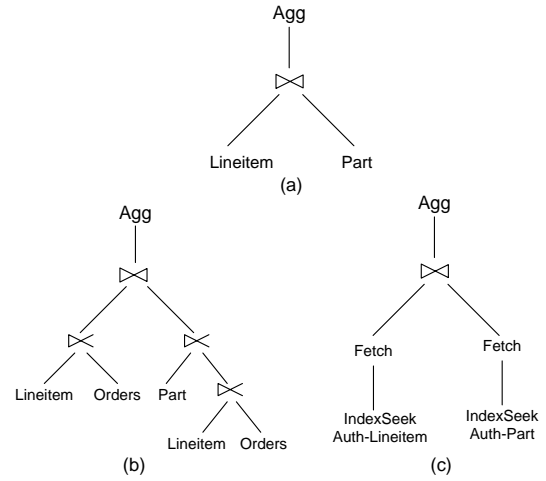 Agg
Lineitem Part
(a)
Agg
Lineitem Orders Part
Lineitem Orders
(b)
Agg
Fetch Fetch
IndexSeek
Auth-Lineitem
IndexSeek
Auth-Part
(c)